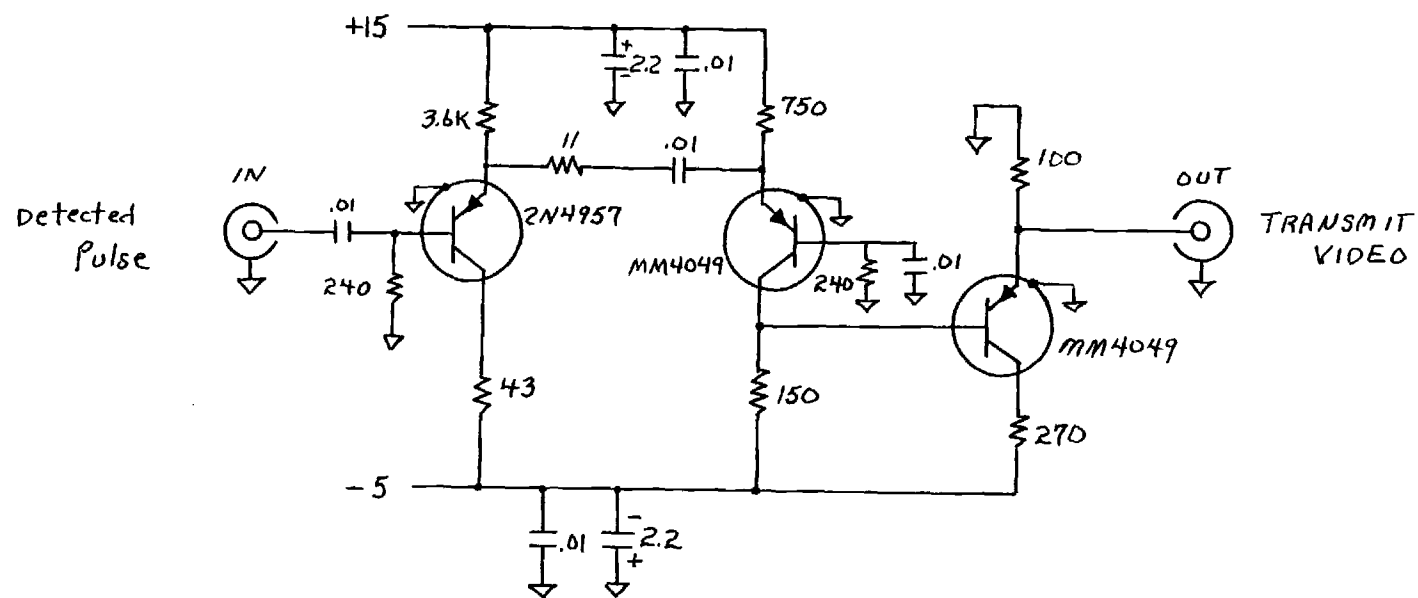 +15
+
2.2
-
.01
3.6K
750
11
.01
100
IN
OUT
Detected
Pulse
.01
2N4957
TRANSMIT
VIDEO
240
MM4049
240
.01
MM4049
43
150
270
-5
.01
-
2.2
+